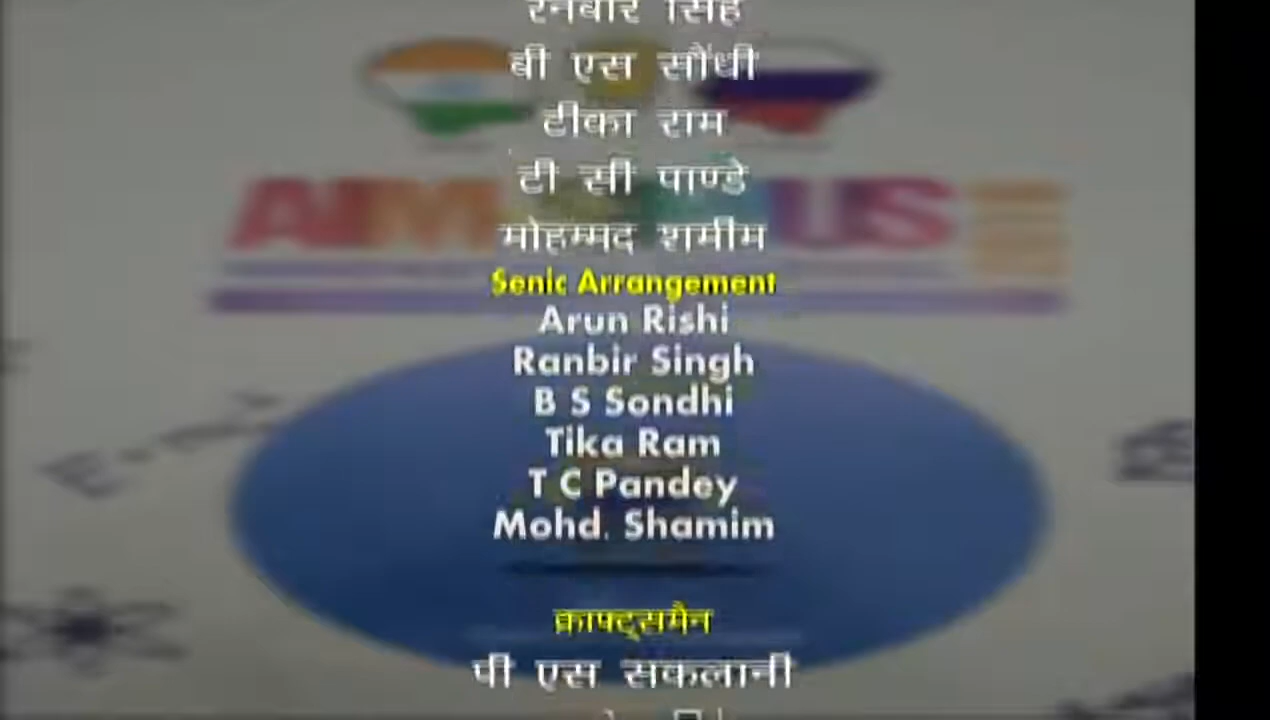 रनबीर सिंह
बी एस सौंधी
टीका राम
टी सी पाण्डे
मोहम्मद शमीम
Senic Arrangement
Arun Rishi
Ranbir Singh
B S Sondhi
Tika Ram
T C Pandey
Mohd. Shamim
क्राफ्ट्समैन
पी एस सकलानी